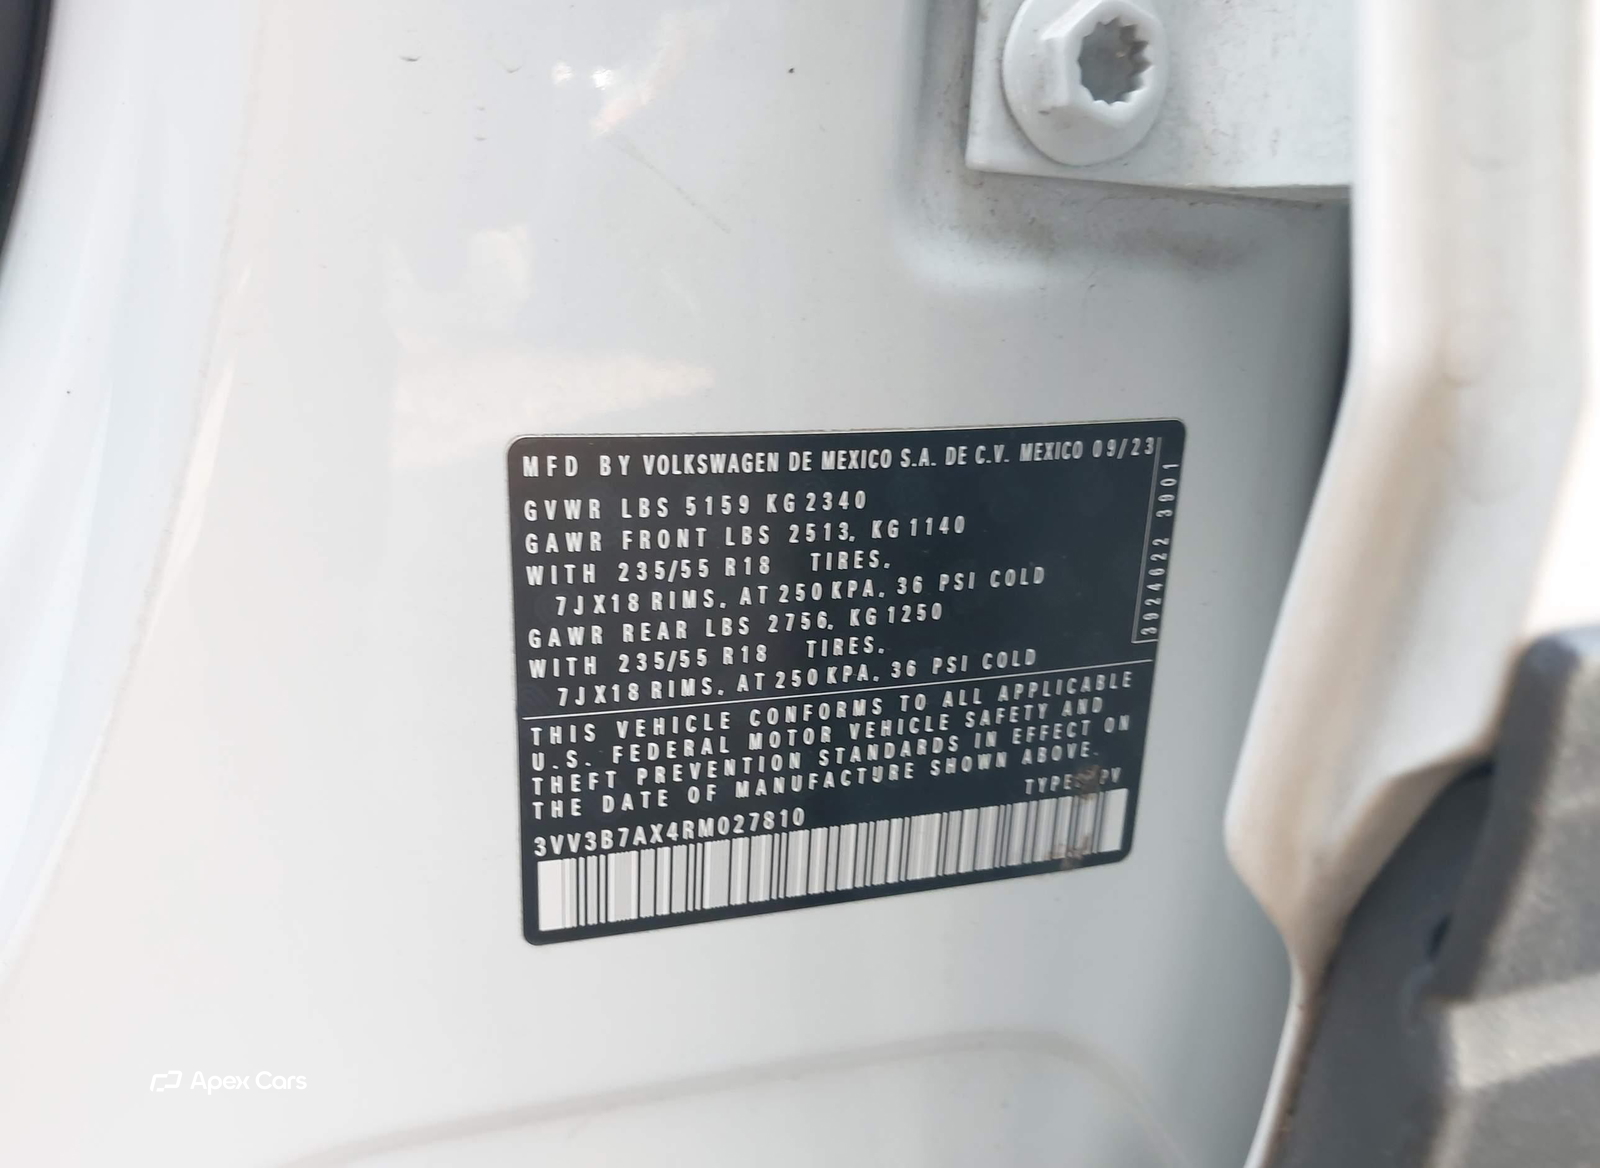 MFD BY VOLKSWAGEN DE MEXICO S.A. DE C.V. MEXICO 09/23
GVWR LBS 5159 KG 2340
GAWR FRONT LBS 2513, KG 1140
WITH 235/55 R18 TIRES.
7JX18 RIMS. AT 250 KPA. 36 PSI COLD
GAWR REAR LBS 2756, KG 1250
WITH 235/55 R18 TIRES.
7JX18 RIMS. AT 250 KPA. 36 PSI COLD
3924622 3901
THIS VEHICLE CONFORMS TO ALL APPLICABLE
U.S. FEDERAL MOTOR VEHICLE SAFETY AND
THEFT PREVENTION STANDARDS IN EFFECT ON
THE DATE OF MANUFACTURE SHOWN ABOVE.
3VV3B7AX4RM027810
Apex Cars